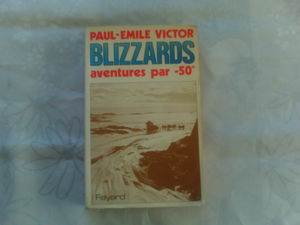 PAUL-EMILE VICTOR
BLIZZARDS
aventures par -50°
Fayard